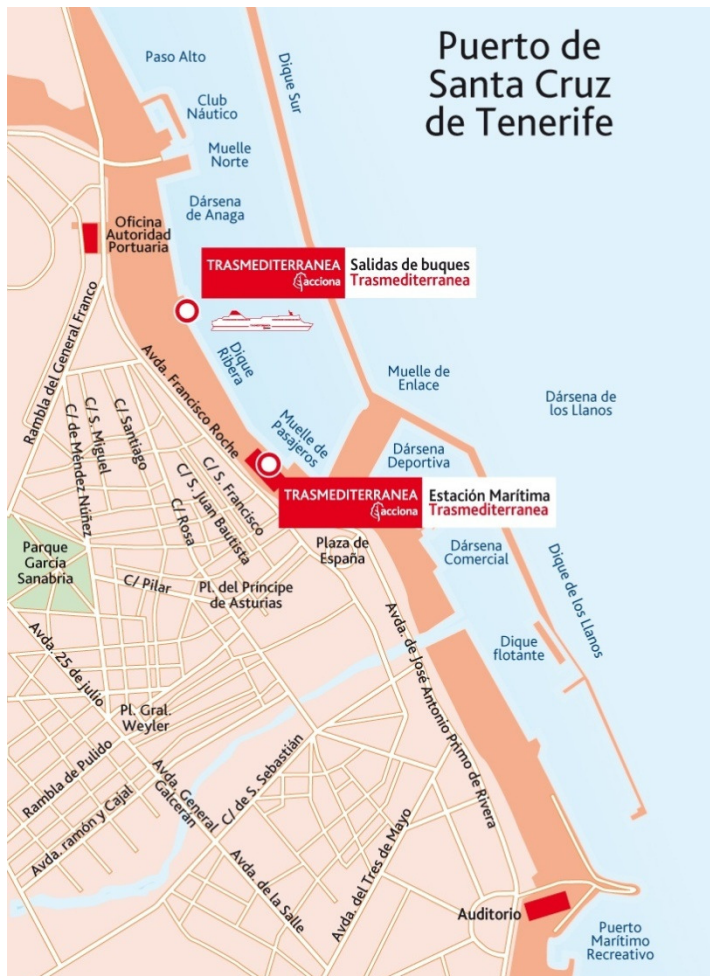 Puerto de
Santa Cruz
de Tenerife
Paso Alto
Dique Sur
Club
Náutico
Muelle
Norte
Dársena
de Anaga
Oficina
Autoridad
Portuaria
TRASMEDITERRANEA
acciona
Salidas de buques
Trasmediterranea
Rambla del General Franco
Avda. Francisco Roche
Dique
Ribera
Muelle de
Enlace
Dársena
de los Llanos
C/ de Méndez Núñez
C/ S. Miguel
C/ Santiago
Muelle de
Pasajeros
Dársena
Deportiva
C/ S. Francisco
C/ S. Juan Bautista
C/ Rosa
TRASMEDITERRANEA
acciona
Estación Marítima
Trasmediterranea
Parque
García
Sanabria
Plaza de
España
Dársena
Comercial
C/ Pilar
Pl. del Príncipe
de Asturias
Dique de los Llanos
Dique
flotante
Avda. 25 de julio
Avda. de José Antonio Primo de Rivera
Pl. Gral.
Weyler
Rambla de Pulido
Avda. General
Galcerán
C/ de S. Sebastián
Avda. ramón y Cajal
Avda. de la Salle
Avda. del Tres de Mayo
Auditorio
Puerto
Marítimo
Recreativo